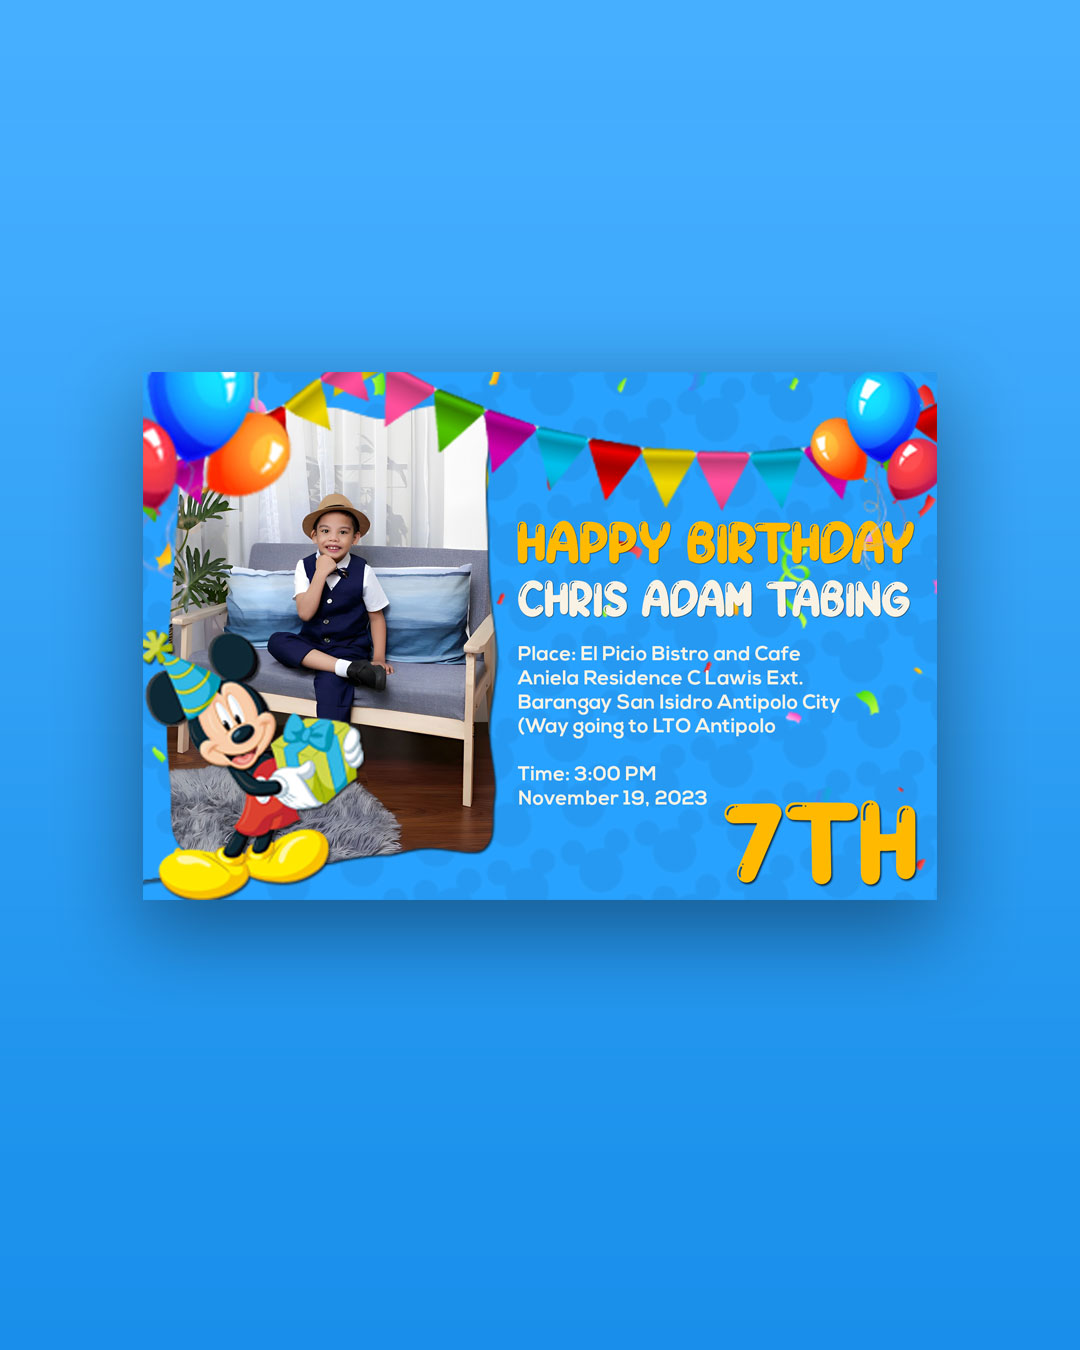 HAPPY BIRTHDAY
CHRIS ADAM TABING
Place: El Picio Bistro and Cafe
Aniela Residence C Lawis Ext.
Barangay San Isidro Antipolo City
(Way going to LTO Antipolo
Time: 3:00 PM
November 19, 2023
7TH